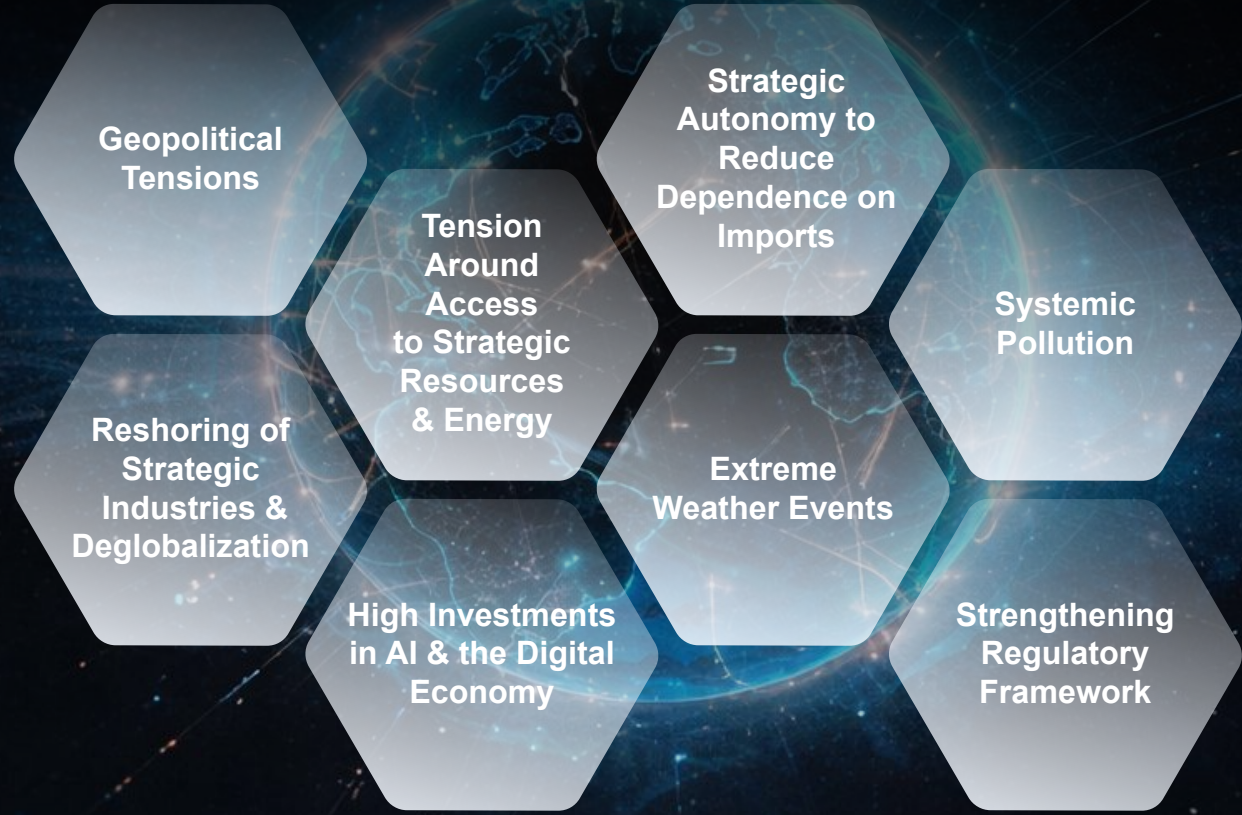 Geopolitical
Tensions
Strategic
Autonomy to
Reduce
Dependence on
Imports
Tension
Around
Access
to Strategic
Resources
& Energy
Systemic
Pollution
Reshoring of
Strategic
Industries &
Deglobalization
Extreme
Weather Events
High Investments
in AI & the Digital
Economy
Strengthening
Regulatory
Framework